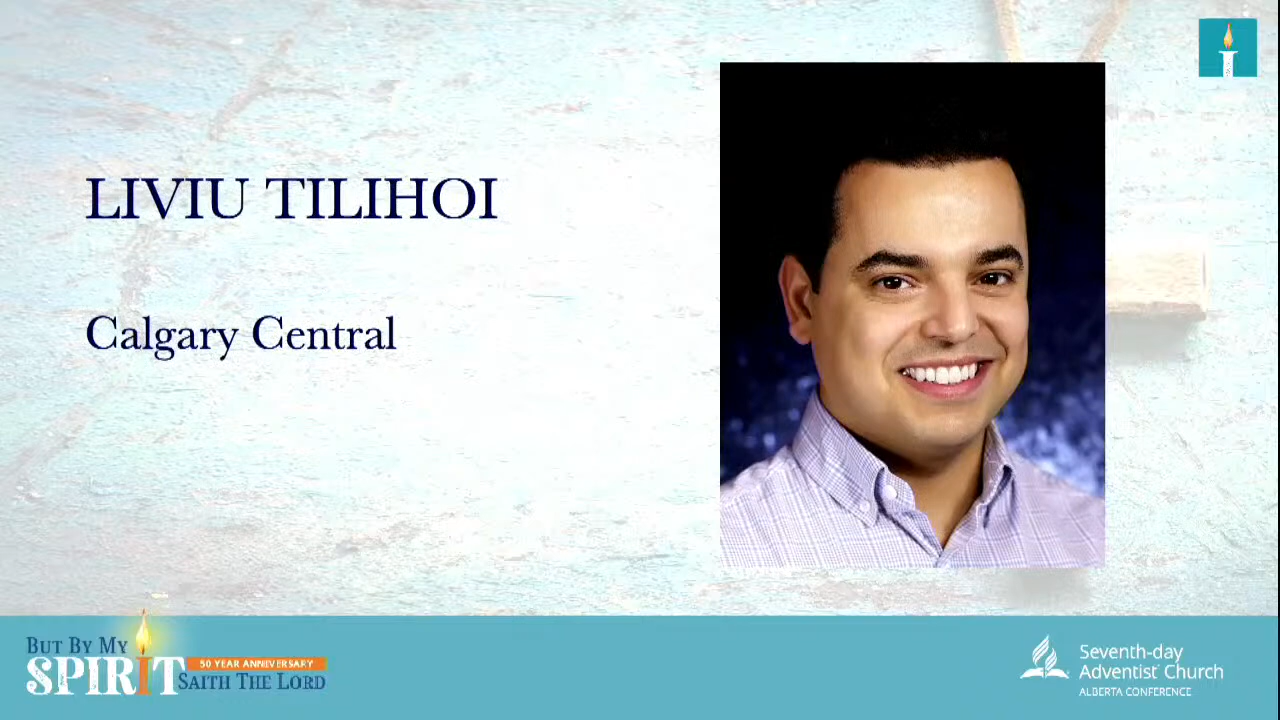 LIVIU TILIHOI
Calgary Central
BUT BY MY
SPIRIT
50 YEAR ANNIVERSARY
SAITH THE LORD
Seventh-day
Adventist Church
ALBERTA CONFERENCE